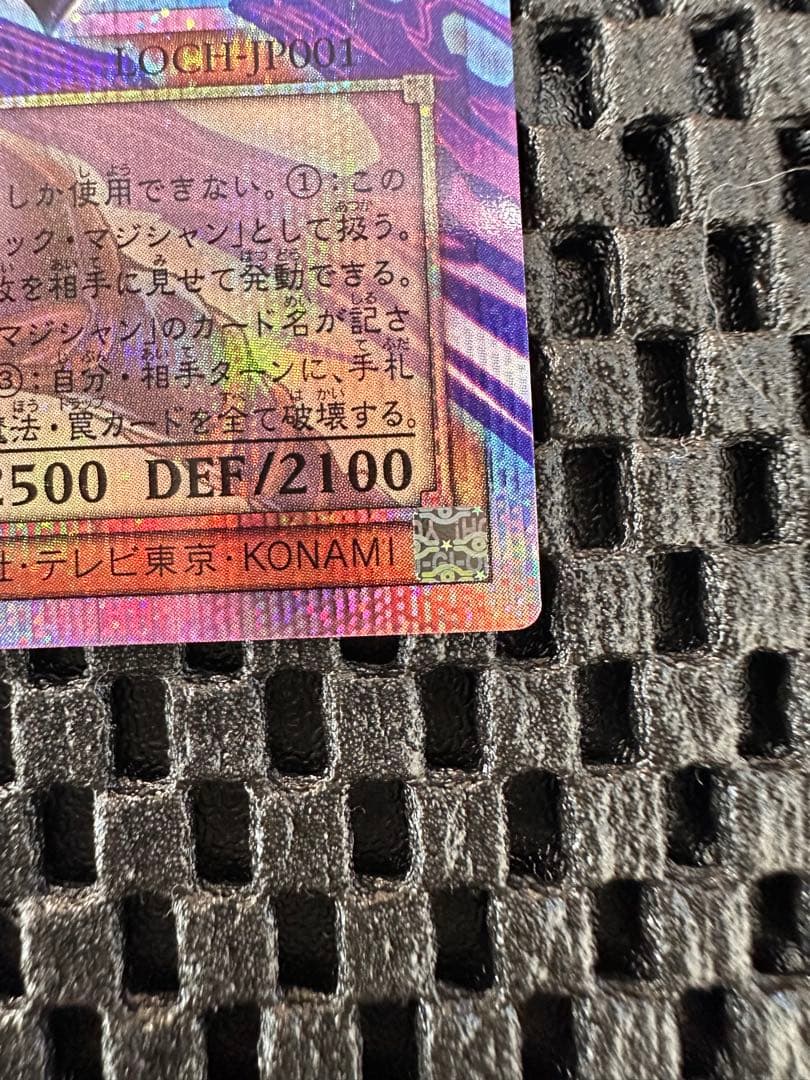 LOCH-JP001
しか使用できない。①：この
ック・マジシャン」として扱う。
を相手に見せて発動できる。
マジシャン」のカード名が記さ
③：自分・相手ターンに、手札
魔法・罠カードを全て破壊する。
2500 DEF/2100
社・テレビ東京・KONAMI